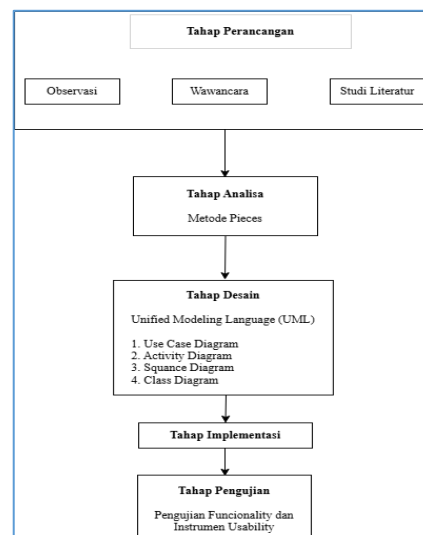 Tahap Perancangan
Observasi
Wawancara
Studi Literatur
Tahap Analisa
Metode Pieces
Tahap Desain
Unified Modeling Language (UML)
1. Use Case Diagram
2. Activity Diagram
3. Squance Diagram
4. Class Diagram
Tahap Implementasi
Tahap Pengujian
Pengujian Funcionality dan
Instrumen Usability